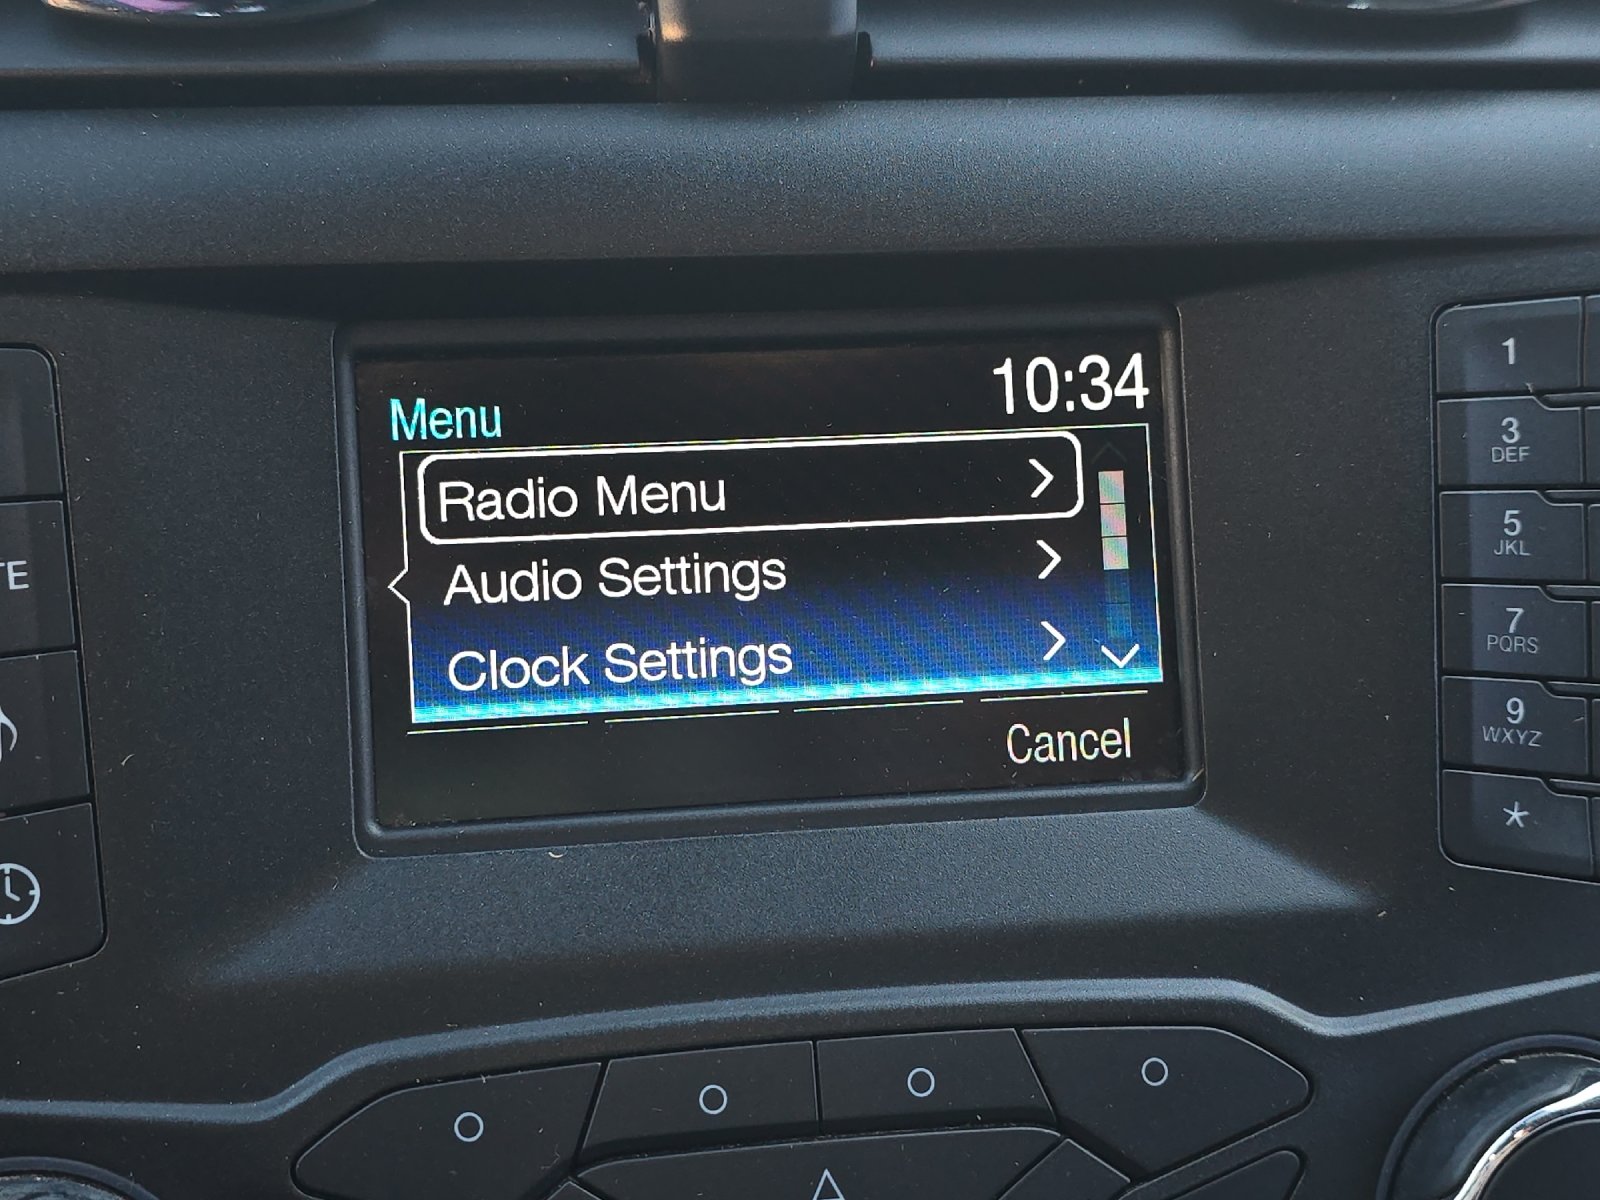 10:34
Menu
Radio Menu
Audio Settings
Clock Settings
Cancel
TE
1
3
DEF
5
JKL
7
PQRS
9
WXYZ
*